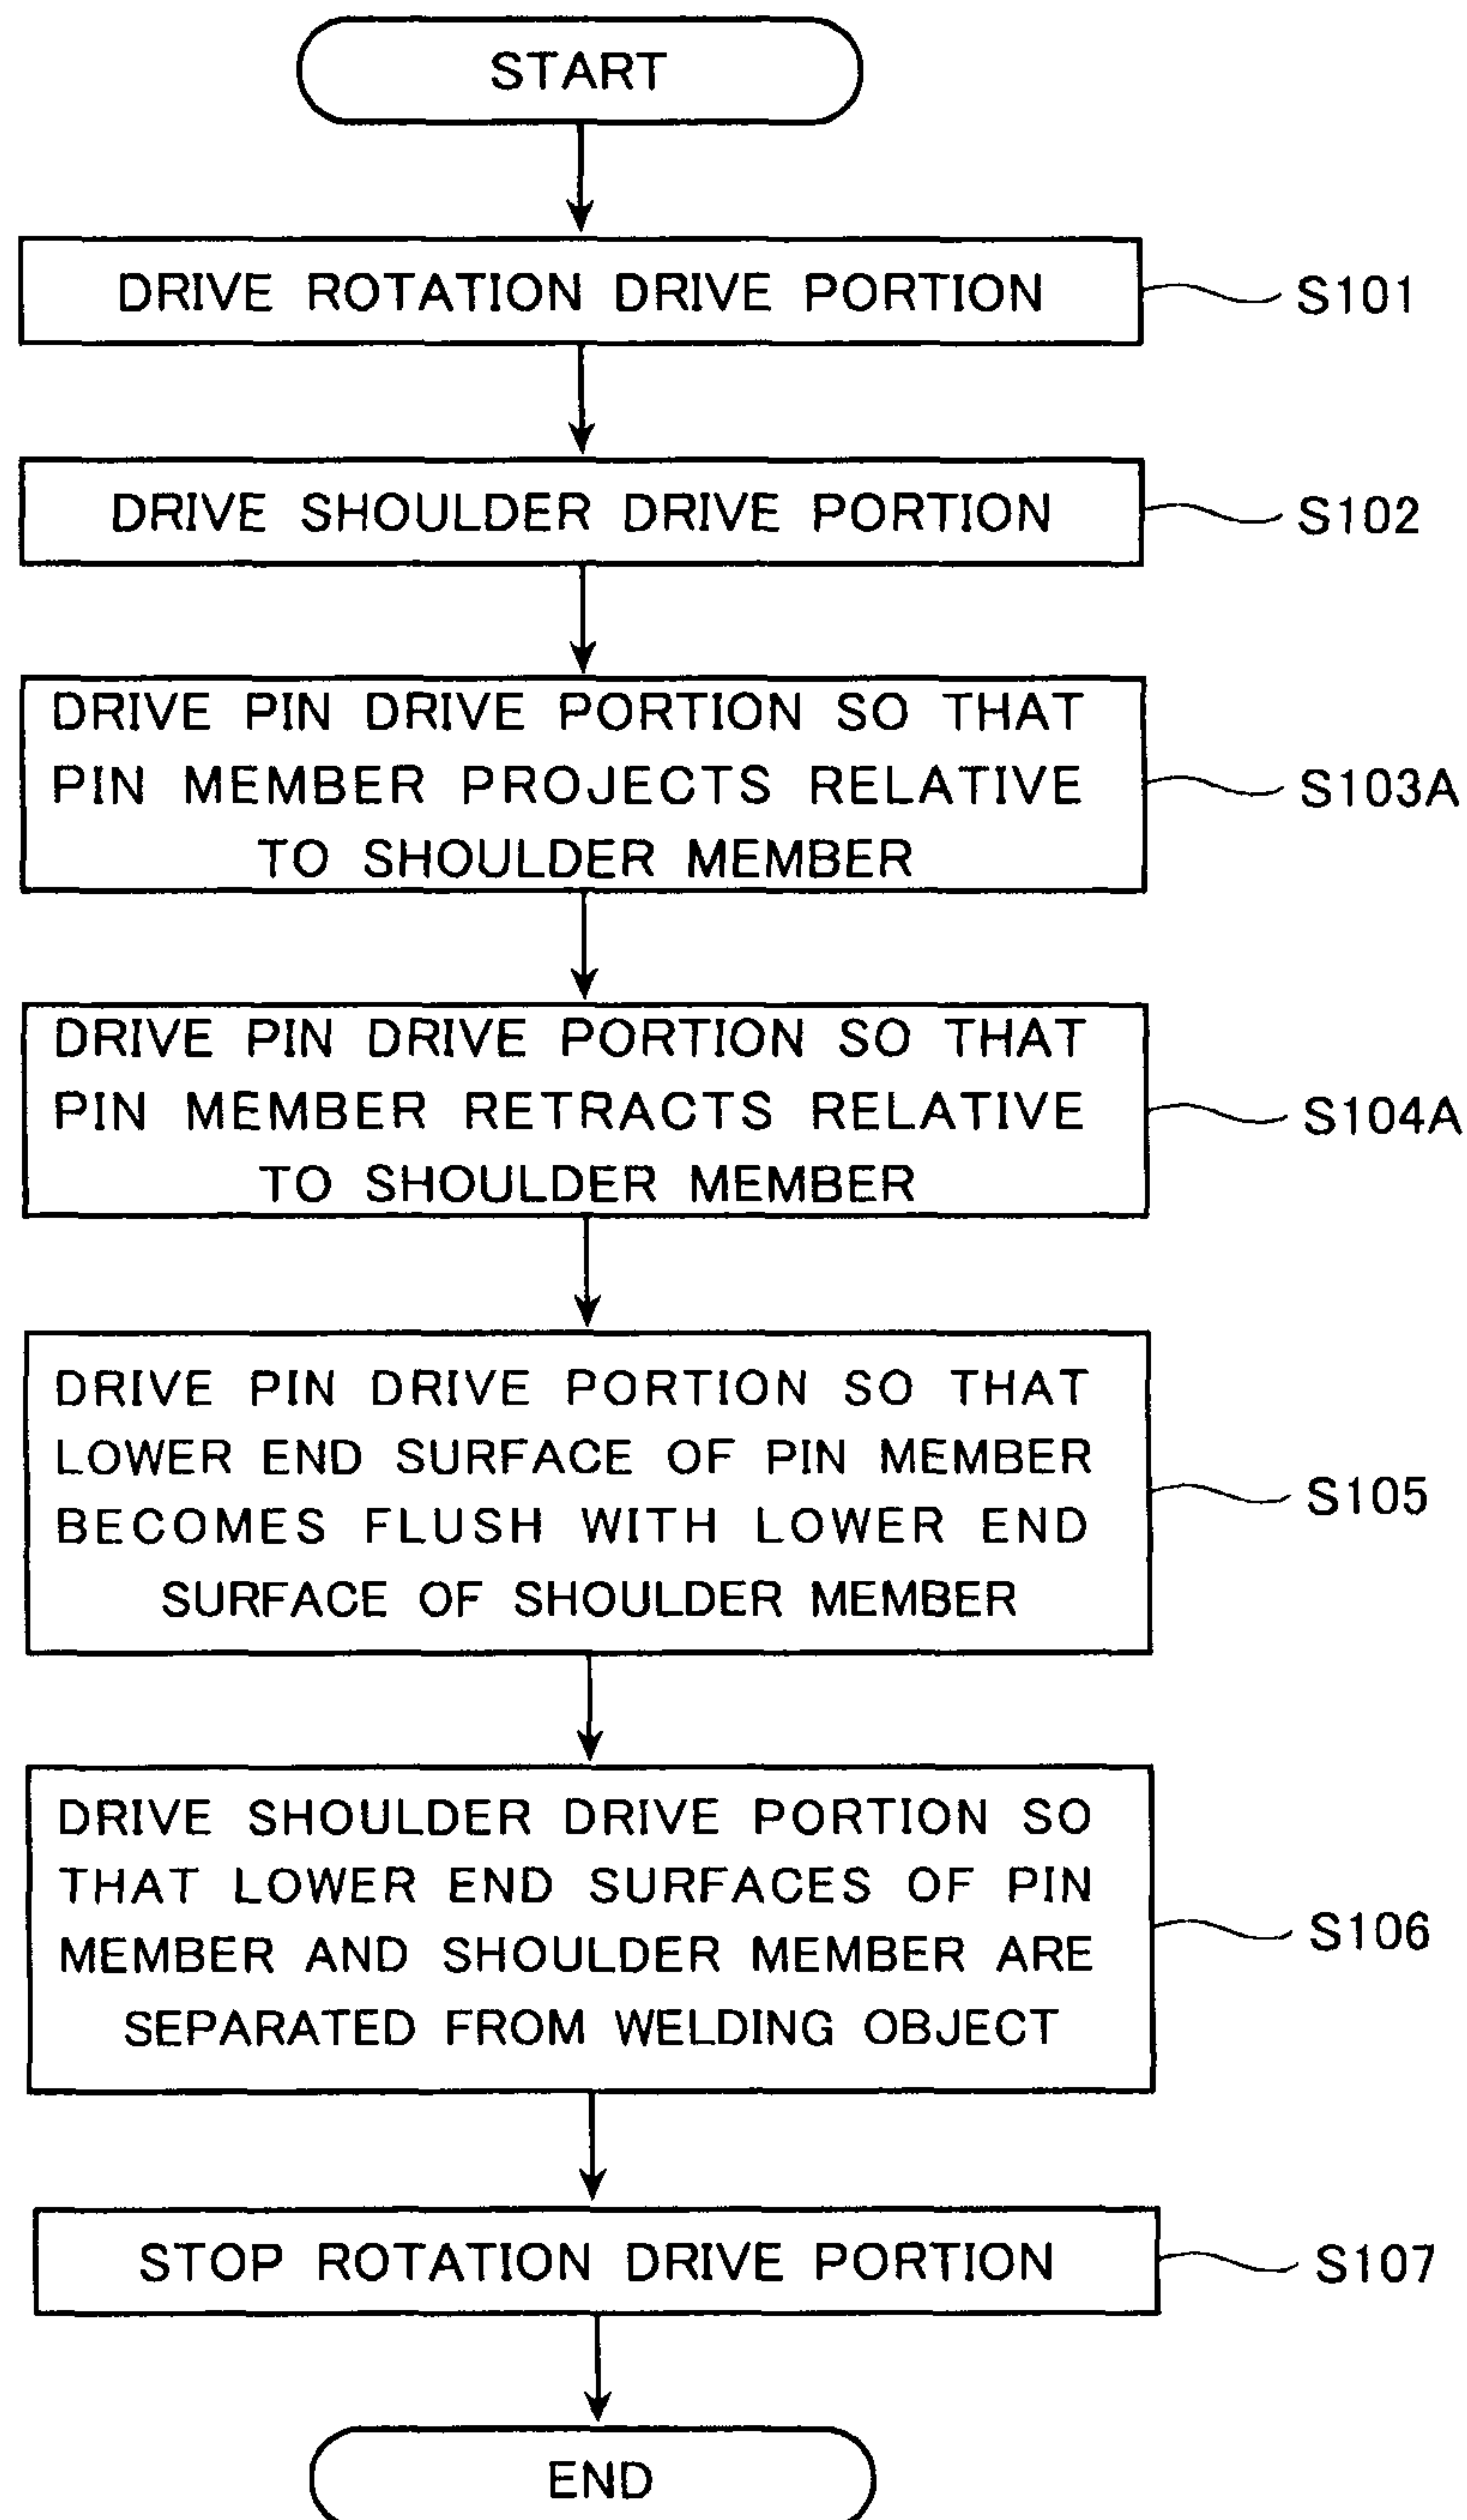 START
DRIVE ROTATION DRIVE PORTION
S101
DRIVE SHOULDER DRIVE PORTION
S102
DRIVE PIN DRIVE PORTION SO THAT
PIN MEMBER PROJECTS RELATIVE
TO SHOULDER MEMBER
S103A
DRIVE PIN DRIVE PORTION SO THAT
PIN MEMBER RETRACTS RELATIVE
TO SHOULDER MEMBER
S104A
DRIVE PIN DRIVE PORTION SO THAT
LOWER END SURFACE OF PIN MEMBER
BECOMES FLUSH WITH LOWER END
SURFACE OF SHOULDER MEMBER
S105
DRIVE SHOULDER DRIVE PORTION SO
THAT LOWER END SURFACES OF PIN
MEMBER AND SHOULDER MEMBER ARE
SEPARATED FROM WELDING OBJECT
S106
STOP ROTATION DRIVE PORTION
S107
END